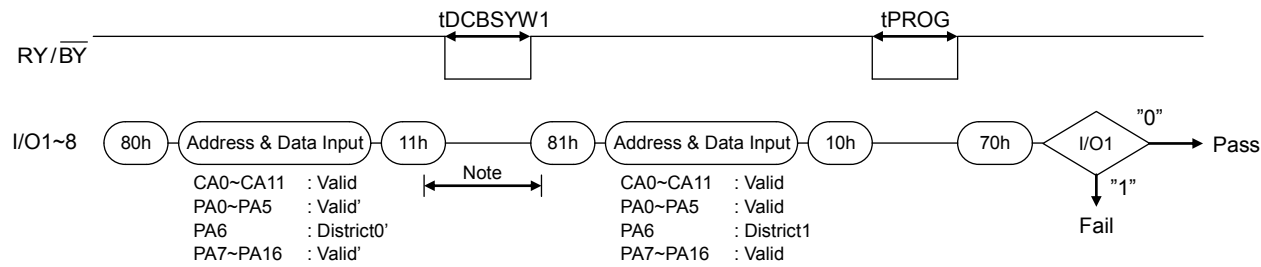 tDCBSYW1 tPROG
RY/BY
I/O1~8 80h Address & Data Input 11h 81h Address & Data Input 10h 70h I/O1 ”0” Pass
Note ”1”
CA0~CA11 : Valid CA0~CA11 : Valid
PA0~PA5 : Valid’ PA0~PA5 : Valid
PA6 : District0’ PA6 : District1 Fail
PA7~PA16 : Valid’ PA7~PA16 : Valid